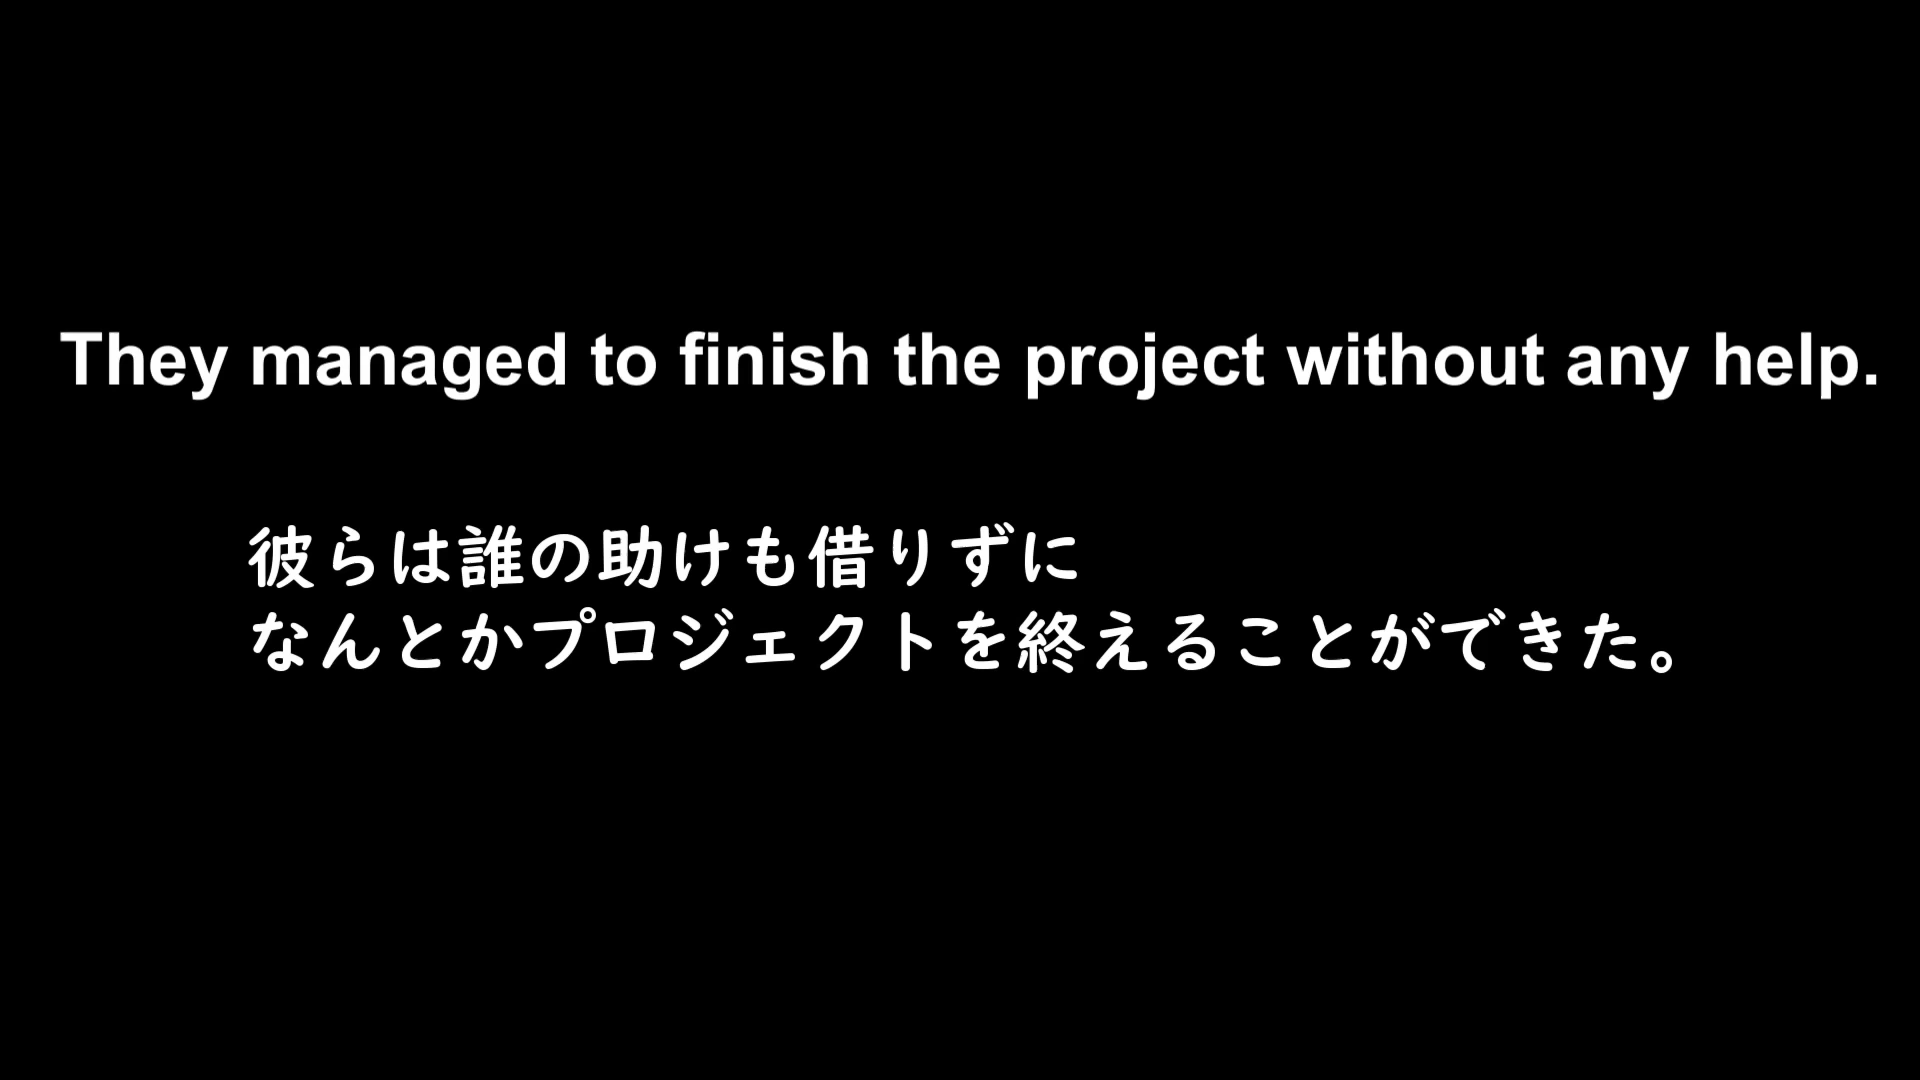 They managed to finish the project without any help.
彼らは誰の助けも借りずに
なんとかプロジェクトを終えることができた。